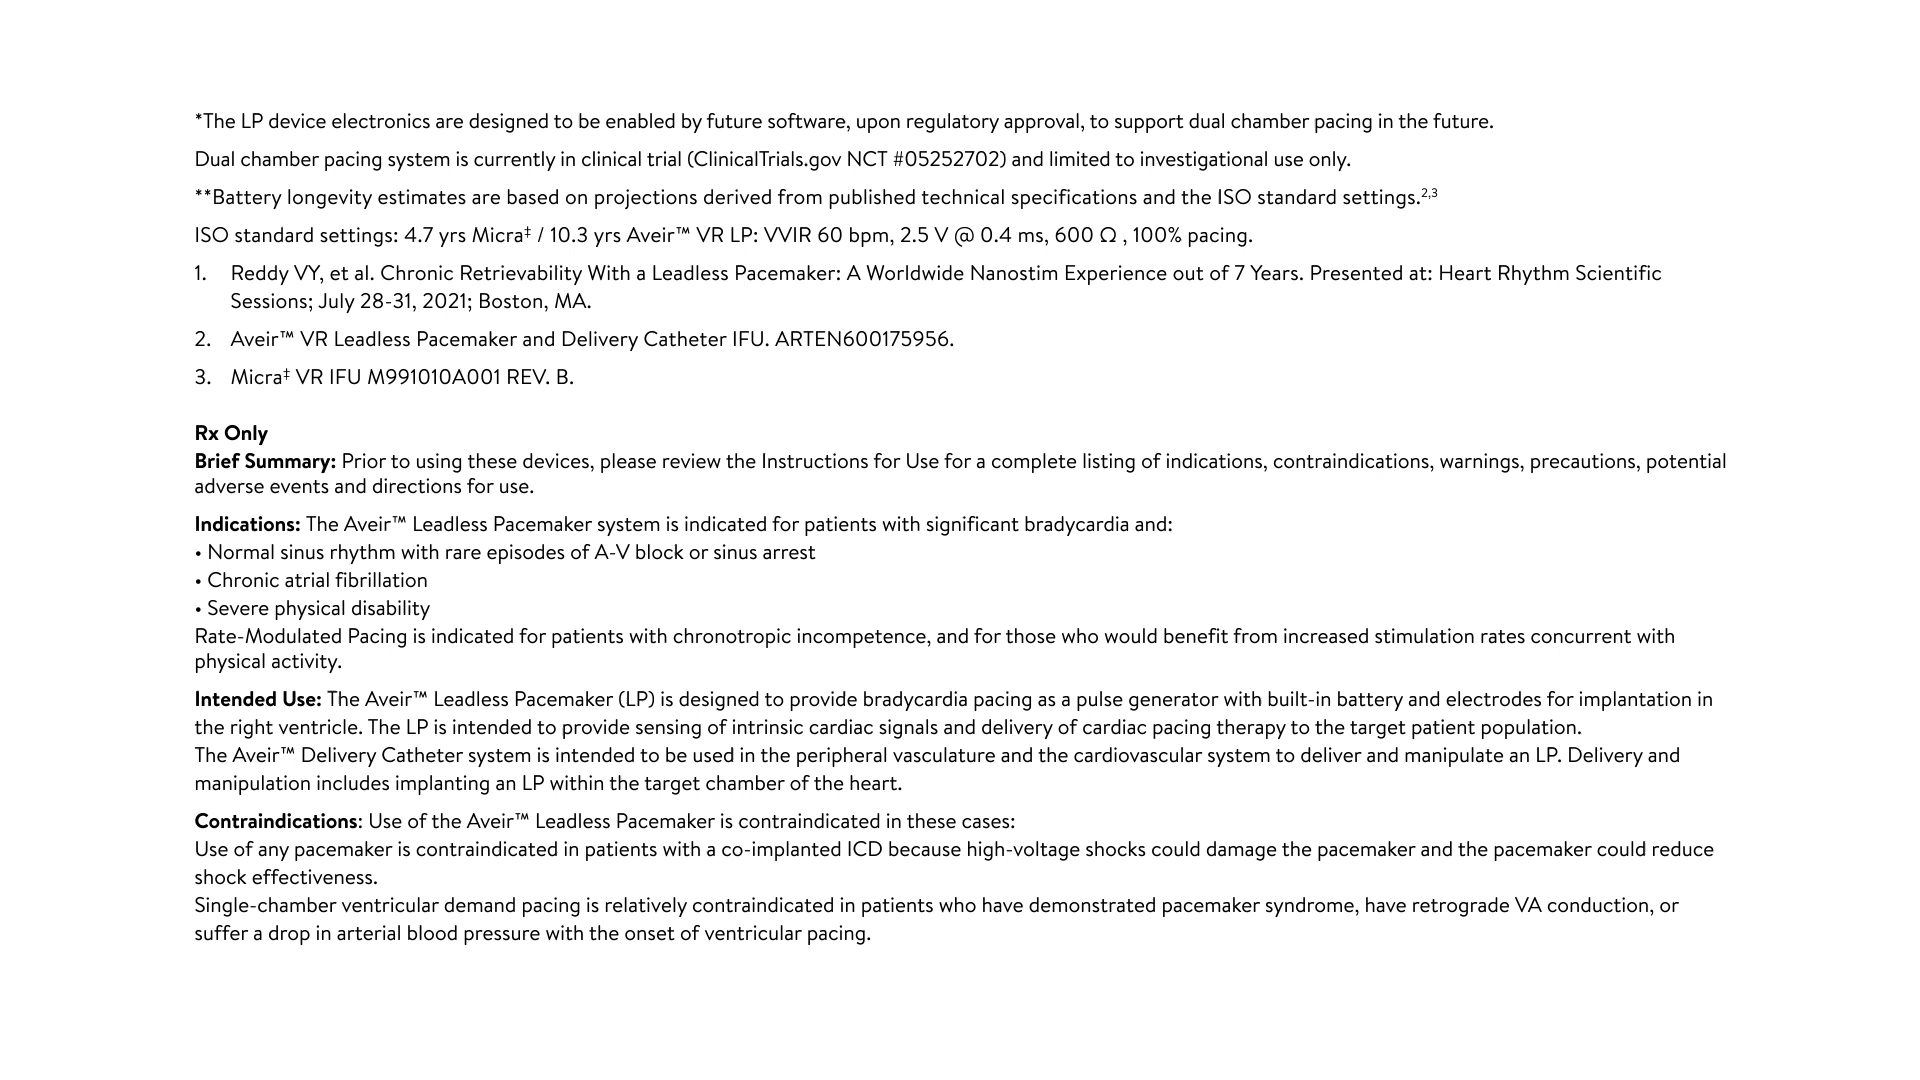 *The LP device electronics are designed to be enabled by future software, upon regulatory approval, to support dual chamber pacing in the future.
Dual chamber pacing system is currently in clinical trial (ClinicalTrials.gov NCT #05252702) and limited to investigational use only.
**Battery longevity estimates are based on projections derived from published technical specifications and the ISO standard settings.2,3
ISO standard settings: 4.7 yrs Micra‡ / 10.3 yrs Aveir™ VR LP: VVIR 60 bpm, 2.5 V @ 0.4 ms, 600 Ω , 100% pacing.
1. Reddy VY, et al. Chronic Retrievability With a Leadless Pacemaker: A Worldwide Nanostim Experience out of 7 Years. Presented at: Heart Rhythm Scientific
Sessions; July 28-31, 2021; Boston, MA.
2. Aveir™ VR Leadless Pacemaker and Delivery Catheter IFU. ARTEN600175956.
3. Micra‡ VR IFU M991010A001 REV. B.
Rx Only
Brief Summary: Prior to using these devices, please review the Instructions for Use for a complete listing of indications, contraindications, warnings, precautions, potential
adverse events and directions for use.
Indications: The Aveir™ Leadless Pacemaker system is indicated for patients with significant bradycardia and:
• Normal sinus rhythm with rare episodes of A-V block or sinus arrest
• Chronic atrial fibrillation
• Severe physical disability
Rate-Modulated Pacing is indicated for patients with chronotropic incompetence, and for those who would benefit from increased stimulation rates concurrent with
physical activity.
Intended Use: The Aveir™ Leadless Pacemaker (LP) is designed to provide bradycardia pacing as a pulse generator with built-in battery and electrodes for implantation in
the right ventricle. The LP is intended to provide sensing of intrinsic cardiac signals and delivery of cardiac pacing therapy to the target patient population.
The Aveir™ Delivery Catheter system is intended to be used in the peripheral vasculature and the cardiovascular system to deliver and manipulate an LP. Delivery and
manipulation includes implanting an LP within the target chamber of the heart.
Contraindications: Use of the Aveir™ Leadless Pacemaker is contraindicated in these cases:
Use of any pacemaker is contraindicated in patients with a co-implanted ICD because high-voltage shocks could damage the pacemaker and the pacemaker could reduce
shock effectiveness.
Single-chamber ventricular demand pacing is relatively contraindicated in patients who have demonstrated pacemaker syndrome, have retrograde VA conduction, or
suffer a drop in arterial blood pressure with the onset of ventricular pacing.